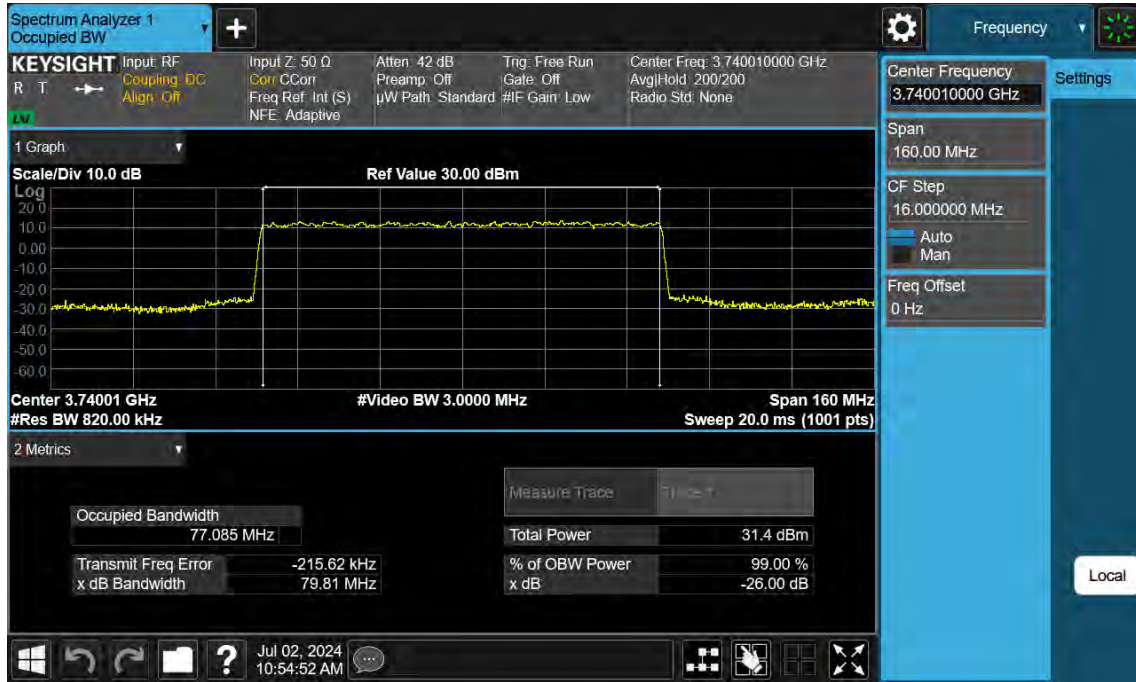 Spectrum Analyzer 1
Occupied BW
Frequency
KEYSIGHT
R T
LXI
Input: RF
Coupling: DC
Align: Off
Input Z: 50 Ω
Corr CCorr
Freq Ref: Int (S)
NFE: Adaptive
Atten: 42 dB
Preamp: Off
µW Path: Standard
Trig: Free Run
Gate: Off
#IF Gain: Low
Center Freq: 3.740010000 GHz
Avg|Hold: 200/200
Radio Std: None
Center Frequency
3.740010000 GHz
Settings
Span
160.00 MHz
CF Step
16.000000 MHz
Auto
Man
Freq Offset
0 Hz
Local
1 Graph
Scale/Div 10.0 dB
Ref Value 30.00 dBm
Log
20.0
10.0
0.00
-10.0
-20.0
-30.0
-40.0
-50.0
-60.0
Center 3.74001 GHz
#Video BW 3.0000 MHz
Span 160 MHz
#Res BW 820.00 kHz
Sweep 20.0 ms (1001 pts)
2 Metrics
Measure Trace
Occupied Bandwidth
77.085 MHz
Total Power 31.4 dBm
Transmit Freq Error -215.62 kHz
% of OBW Power 99.00 %
x dB Bandwidth 79.81 MHz
x dB -26.00 dB
?
Jul 02, 2024
10:54:52 AM